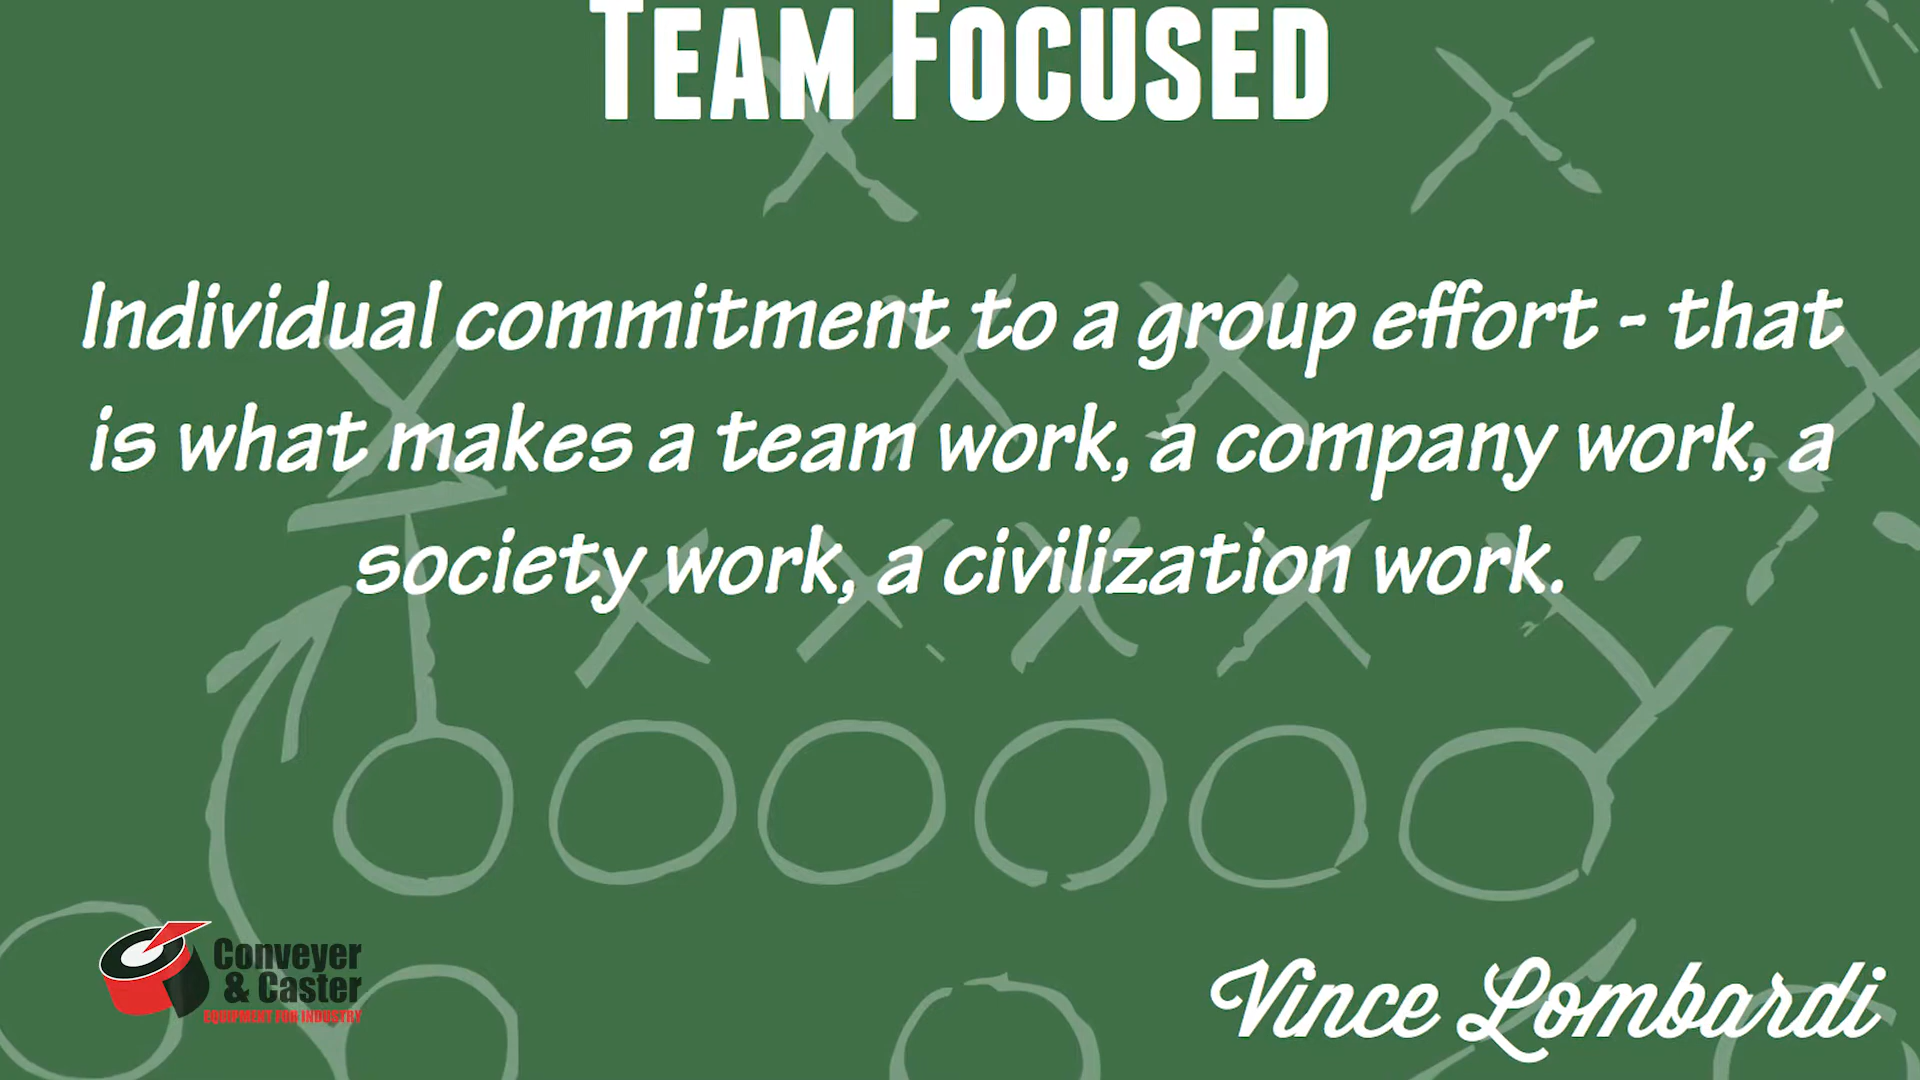 TEAM FOCUSED
Individual commitment to a group effort - that
is what makes a team work, a company work, a
society work, a civilization work.
Conveyer
& Caster
EQUIPMENT FOR INDUSTRY
Vince Lombardi